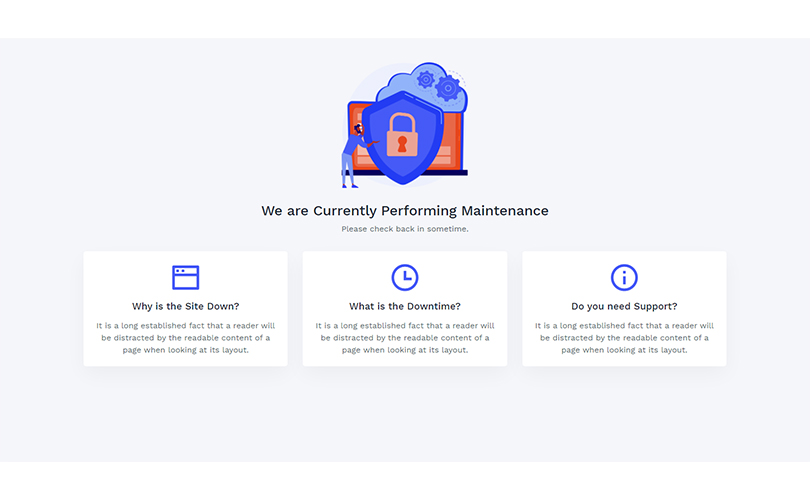 We are Currently Performing Maintenance
Please check back in sometime.
Why is the Site Down?
It is a long established fact that a reader will
be distracted by the readable content of a
page when looking at its layout.
What is the Downtime?
It is a long established fact that a reader will
be distracted by the readable content of a
page when looking at its layout.
Do you need Support?
It is a long established fact that a reader will
be distracted by the readable content of a
page when looking at its layout.